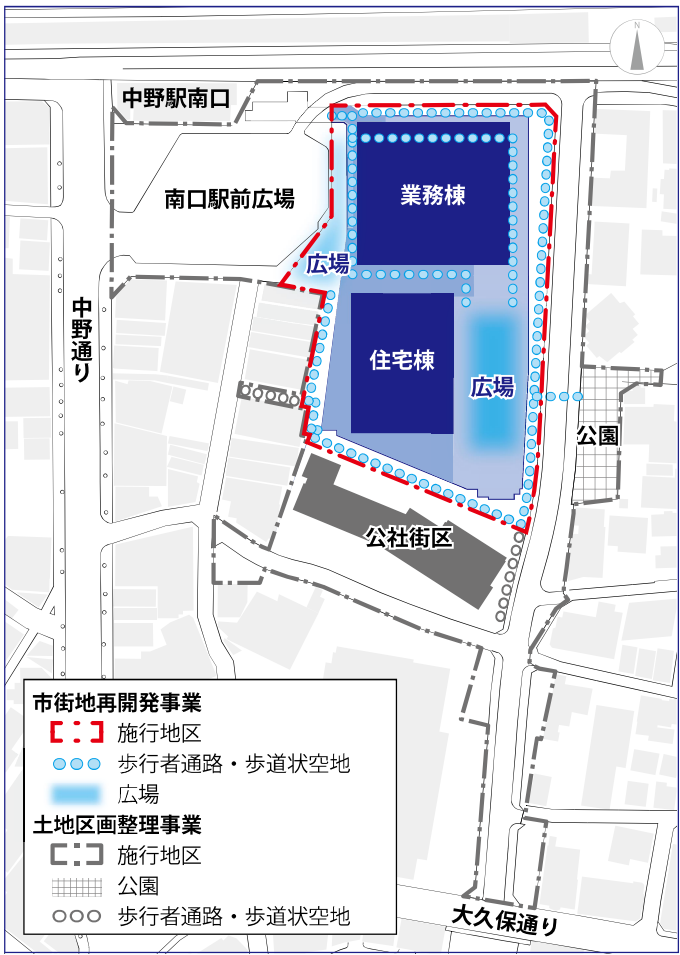 N
中野駅南口
南口駅前広場
業務棟
広場
中野通り
住宅棟
広場
公園
公社街区
市街地再開発事業
施行地区
歩行者通路・歩道状空地
広場
土地区画整理事業
施行地区
公園
歩行者通路・歩道状空地
大久保通り